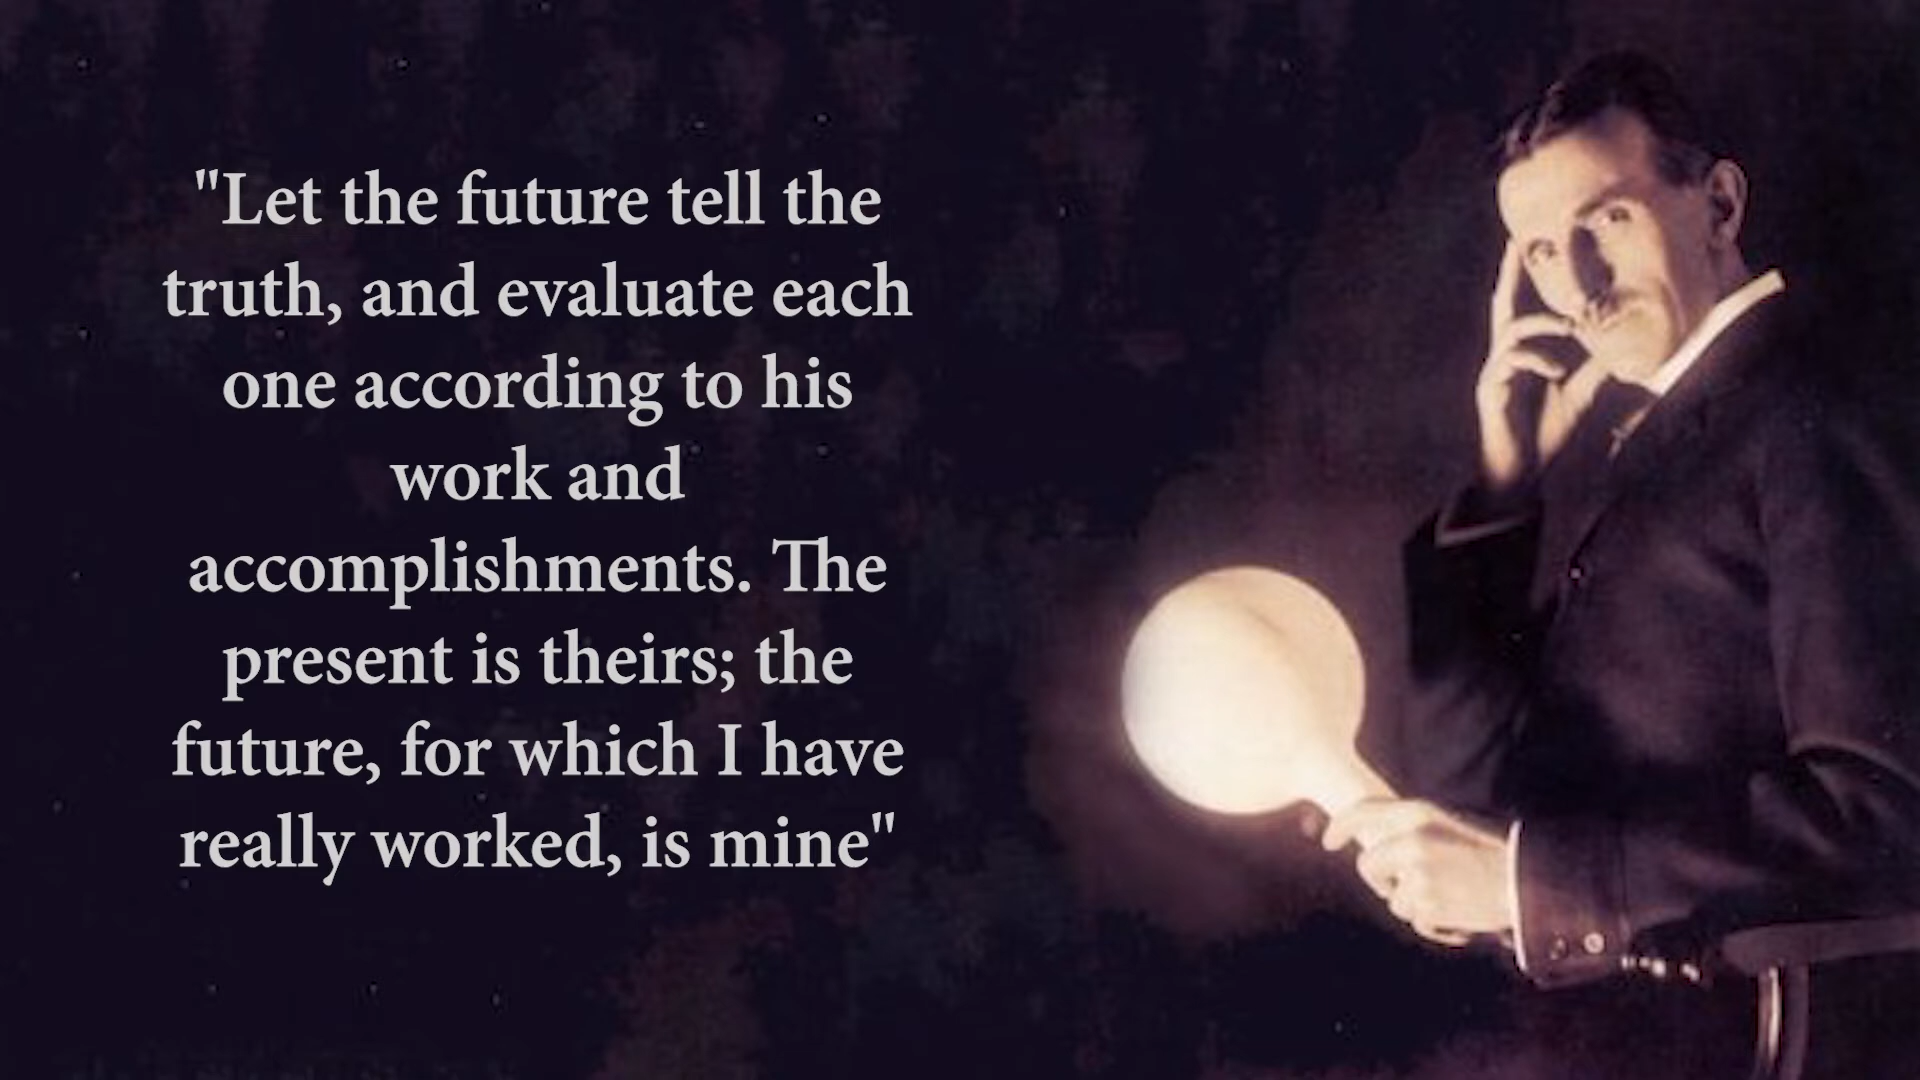 "Let the future tell the
truth, and evaluate each
one according to his
work and
accomplishments. The
present is theirs; the
future, for which I have
really worked, is mine"